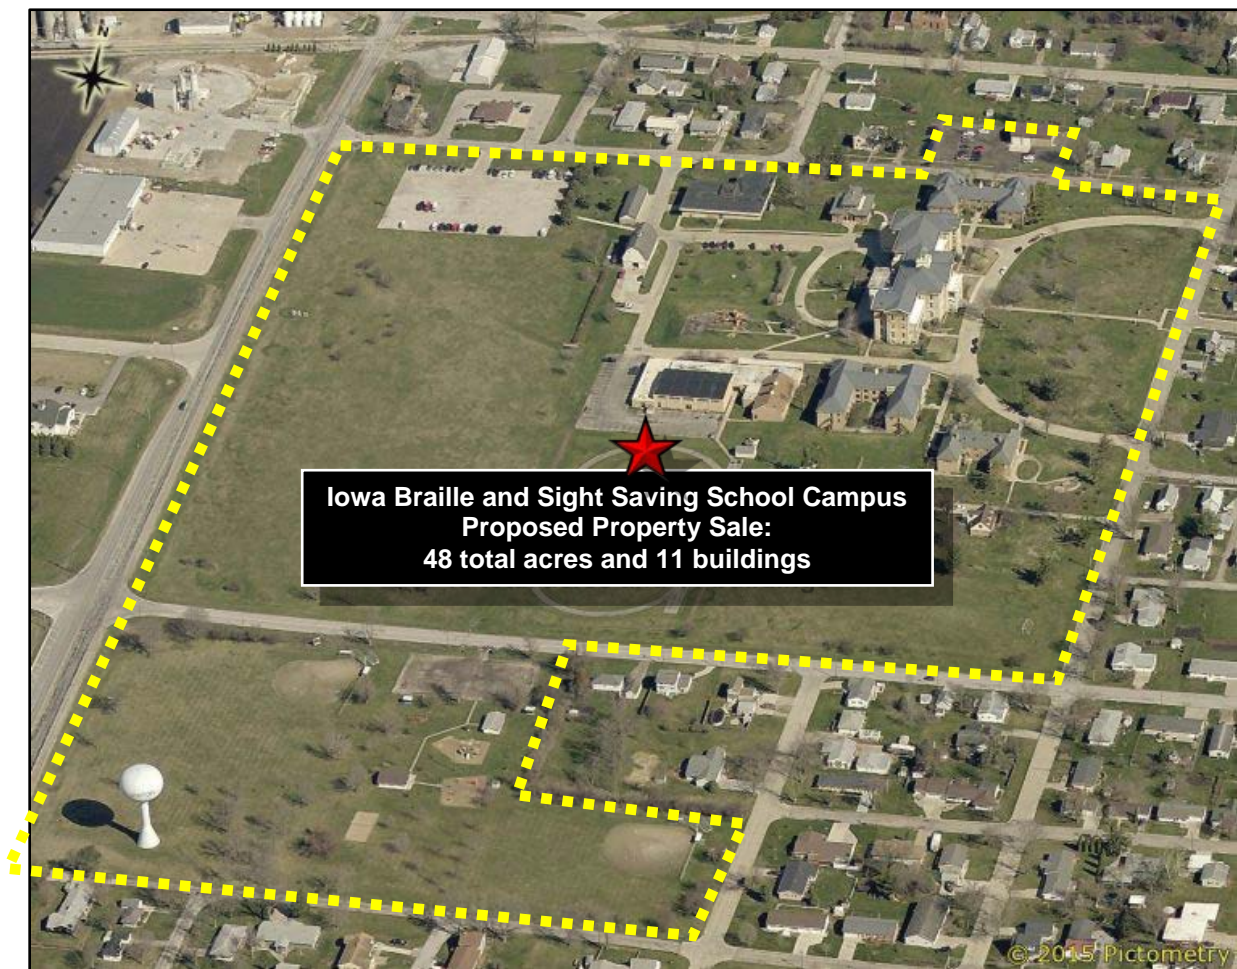 N
Iowa Braille and Sight Saving School Campus
Proposed Property Sale:
48 total acres and 11 buildings
© 2015 Pictometry